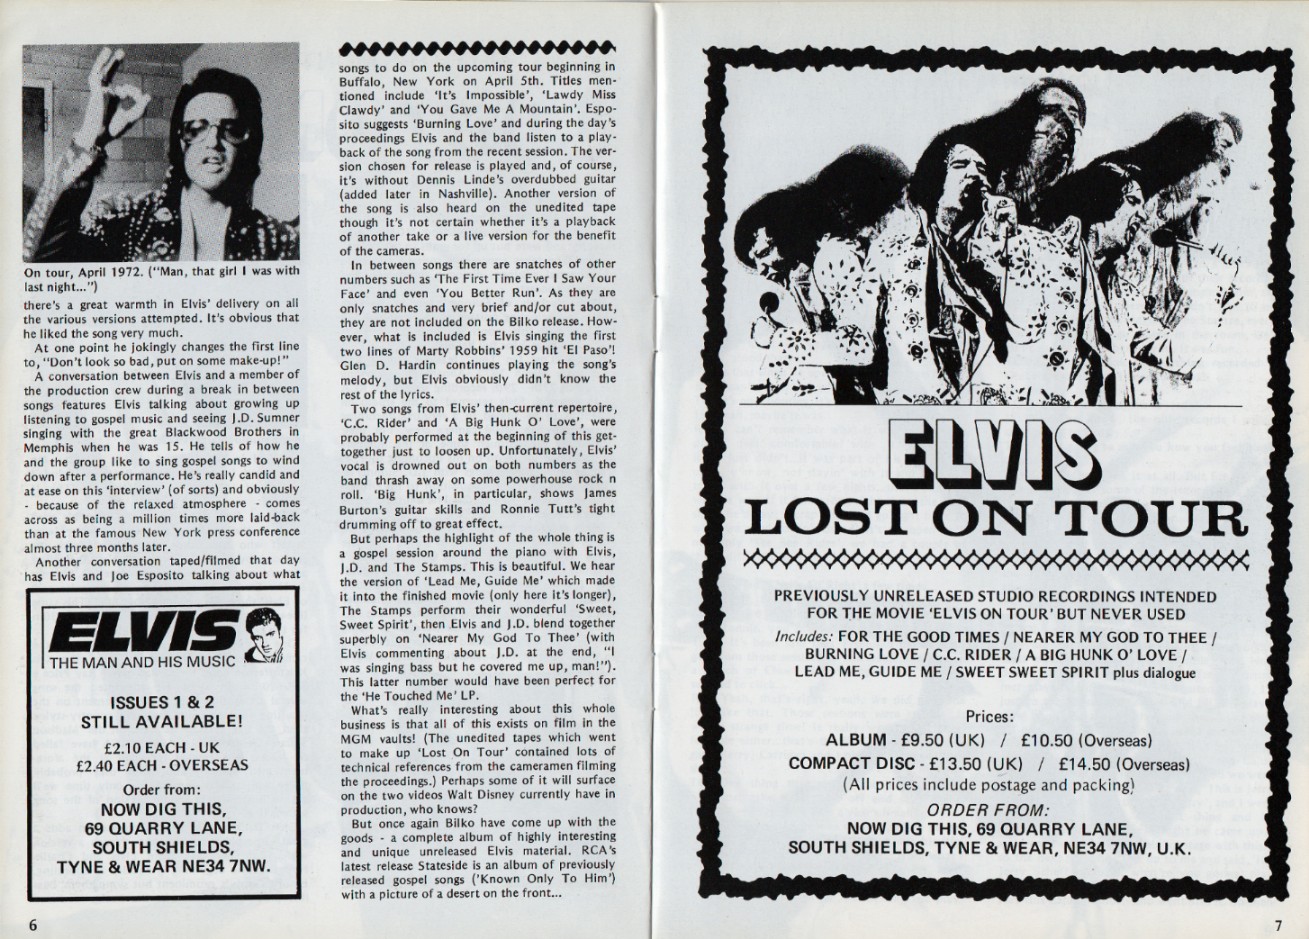 On tour, April 1972. ("Man, that girl I was with
last night...")
there's a great warmth in Elvis' delivery on all
the various versions attempted. It's obvious that
he liked the song very much.
At one point he jokingly changes the first line
to, "Don't look so bad, put on some make-up!"
A conversation between Elvis and a member of
the production crew during a break in between
songs features Elvis talking about growing up
listening to gospel music and seeing J.D. Sumner
singing with the great Blackwood Brothers in
Memphis when he was 15. He tells of how he
and the group like to sing gospel songs to wind
down after a performance. He's really candid and
at ease on this 'interview' (of sorts) and obviously
- because of the relaxed atmosphere - comes
across as being a million times more laid-back
than at the famous New York press conference
almost three months later.
Another conversation taped/filmed that day
has Elvis and Joe Esposito talking about what
ELVIS
THE MAN AND HIS MUSIC
ISSUES 1 & 2
STILL AVAILABLE!
£2.10 EACH - UK
£2.40 EACH - OVERSEAS
Order from:
NOW DIG THIS,
69 QUARRY LANE,
SOUTH SHIELDS,
TYNE & WEAR NE34 7NW.
6
songs to do on the upcoming tour beginning in
Buffalo, New York on April 5th. Titles men-
tioned include 'It's Impossible', 'Lawdy Miss
Clawdy' and 'You Gave Me A Mountain'. Espo-
sito suggests 'Burning Love' and during the day's
proceedings Elvis and the band listen to a play-
back of the song from the recent session. The ver-
sion chosen for release is played and, of course,
it's without Dennis Linde's overdubbed guitar
(added later in Nashville). Another version of
the song is also heard on the unedited tape
though it's not certain whether it's a playback
of another take or a live version for the benefit
of the cameras.
In between songs there are snatches of other
numbers such as 'The First Time Ever I Saw Your
Face' and even 'You Better Run'. As they are
only snatches and very brief and/or cut about,
they are not included on the Bilko release. How-
ever, what is included is Elvis singing the first
two lines of Marty Robbins' 1959 hit 'El Paso'!
Glen D. Hardin continues playing the song's
melody, but Elvis obviously didn't know the
rest of the lyrics.
Two songs from Elvis' then-current repertoire,
'C.C. Rider' and 'A Big Hunk O' Love', were
probably performed at the beginning of this get-
together just to loosen up. Unfortunately, Elvis'
vocal is drowned out on both numbers as the
band thrash away on some powerhouse rock n
roll. 'Big Hunk', in particular, shows James
Burton's guitar skills and Ronnie Tutt's tight
drumming off to great effect.
But perhaps the highlight of the whole thing is
a gospel session around the piano with Elvis,
J.D. and The Stamps. This is beautiful. We hear
the version of 'Lead Me, Guide Me' which made
it into the finished movie (only here it's longer),
The Stamps perform their wonderful 'Sweet,
Sweet Spirit', then Elvis and J.D. blend together
superbly on 'Nearer My God To Thee' (with
Elvis commenting about J.D. at the end, "I
was singing bass but he covered me up, man!").
This latter number would have been perfect for
the 'He Touched Me' LP.
What's really interesting about this whole
business is that all of this exists on film in the
MGM vaults! (The unedited tapes which went
to make up 'Lost On Tour' contained lots of
technical references from the cameramen filming
the proceedings.) Perhaps some of it will surface
on the two videos Walt Disney currently have in
production, who knows?
But once again Bilko have come up with the
goods - a complete album of highly interesting
and unique unreleased Elvis material. RCA's
latest release Stateside is an album of previously
released gospel songs ('Known Only To Him')
with a picture of a desert on the front...
ELVIS
LOST ON TOUR
PREVIOUSLY UNRELEASED STUDIO RECORDINGS INTENDED
FOR THE MOVIE 'ELVIS ON TOUR' BUT NEVER USED
Includes: FOR THE GOOD TIMES / NEARER MY GOD TO THEE /
BURNING LOVE / C.C. RIDER / A BIG HUNK O' LOVE /
LEAD ME, GUIDE ME / SWEET SWEET SPIRIT plus dialogue
Prices:
ALBUM - £9.50 (UK) / £10.50 (Overseas)
COMPACT DISC - £13.50 (UK) / £14.50 (Overseas)
(All prices include postage and packing)
ORDER FROM:
NOW DIG THIS, 69 QUARRY LANE,
SOUTH SHIELDS, TYNE & WEAR, NE34 7NW, U.K.
7